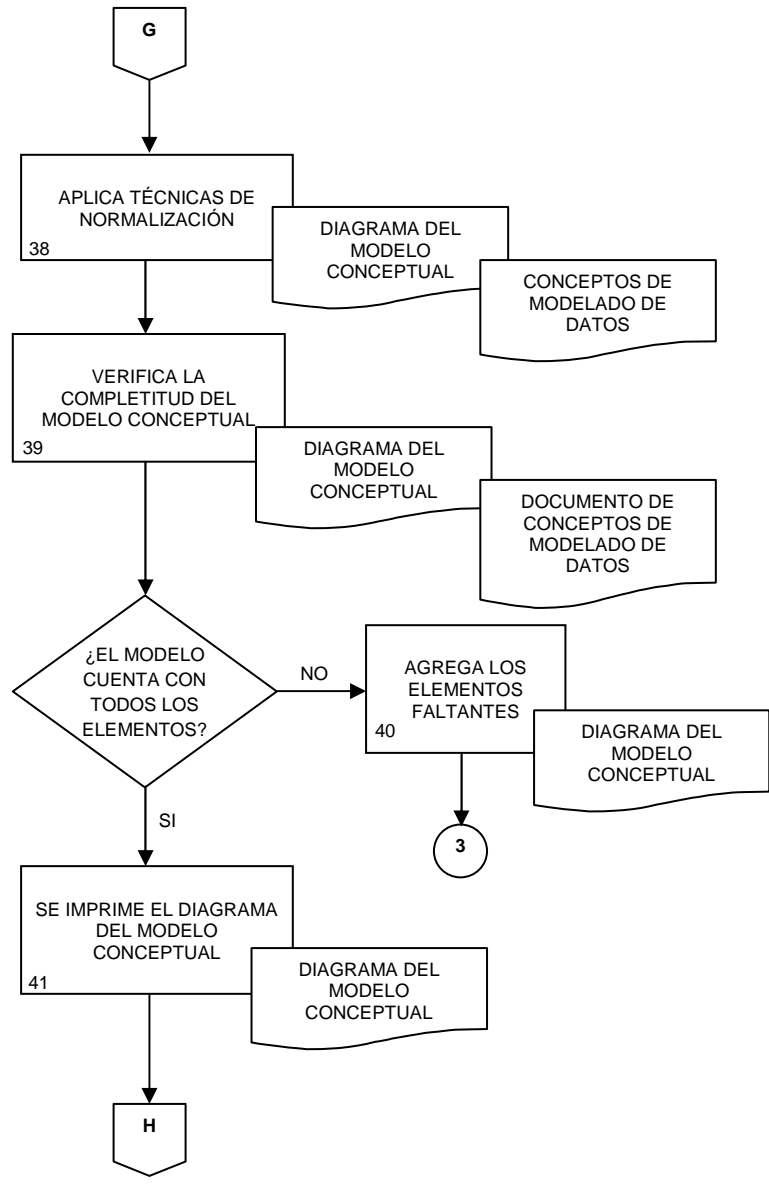 G
APLICA TÉCNICAS DE
NORMALIZACIÓN
38
DIAGRAMA DEL
MODELO
CONCEPTUAL
CONCEPTOS DE
MODELADO DE
DATOS
VERIFICA LA
COMPLETITUD DEL
MODELO CONCEPTUAL
39
DIAGRAMA DEL
MODELO
CONCEPTUAL
DOCUMENTO DE
CONCEPTOS DE
MODELADO DE
DATOS
¿EL MODELO
CUENTA CON
TODOS LOS
ELEMENTOS?
NO
AGREGA LOS
ELEMENTOS
FALTANTES
40
DIAGRAMA DEL
MODELO
CONCEPTUAL
3
SI
SE IMPRIME EL DIAGRAMA
DEL MODELO
CONCEPTUAL
41
DIAGRAMA DEL
MODELO
CONCEPTUAL
H